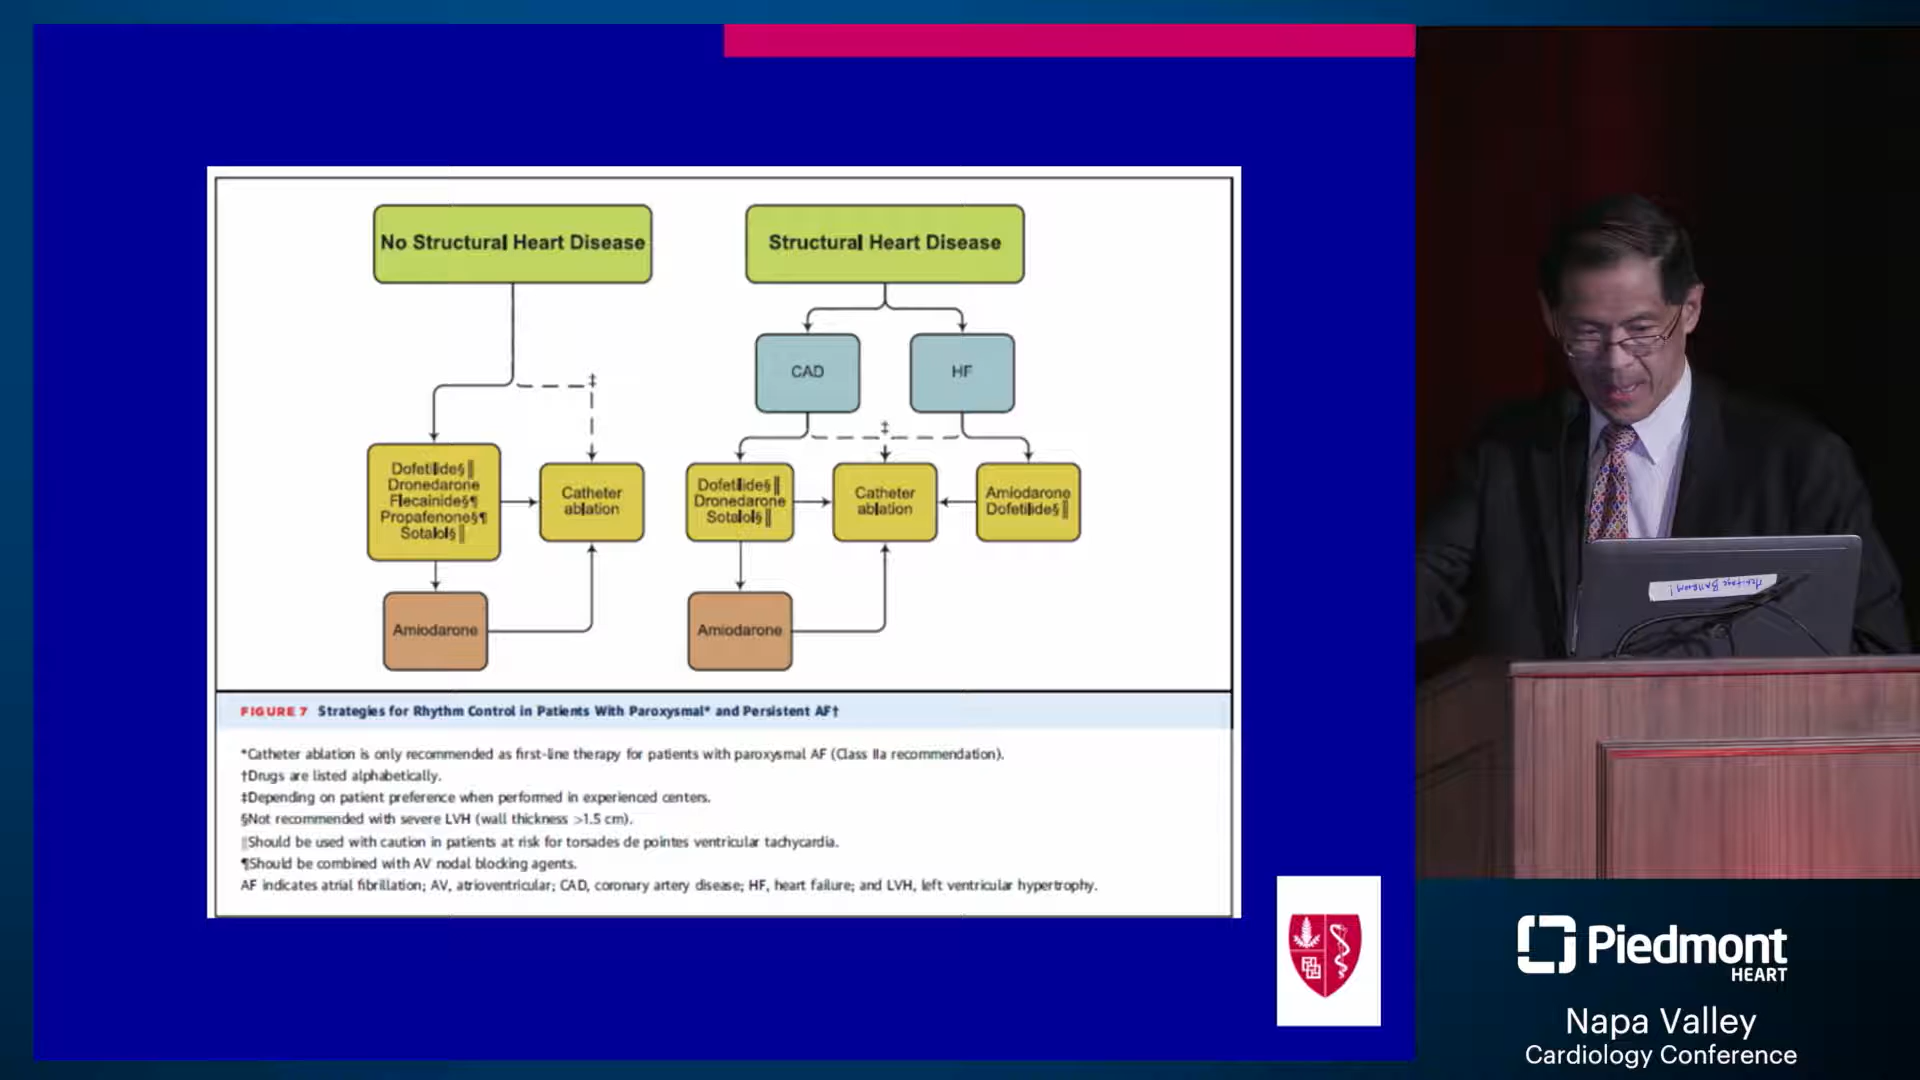 No Structural Heart Disease
Structural Heart Disease
CAD
HF
‡
‡
Dofetilide§‖
Dronedarone
Flecainide§¶
Propafenone§¶
Sotalol§‖
Catheter
ablation
Dofetilide§‖
Dronedarone
Sotalol§‖
Catheter
ablation
Amiodarone
Dofetilide§‖
Amiodarone
Amiodarone
FIGURE 7 Strategies for Rhythm Control in Patients With Paroxysmal* and Persistent AF†
*Catheter ablation is only recommended as first-line therapy for patients with paroxysmal AF (Class IIa recommendation).
†Drugs are listed alphabetically.
‡Depending on patient preference when performed in experienced centers.
§Not recommended with severe LVH (wall thickness >1.5 cm).
‖Should be used with caution in patients at risk for torsades de pointes ventricular tachycardia.
¶Should be combined with AV nodal blocking agents.
AF indicates atrial fibrillation; AV, atrioventricular; CAD, coronary artery disease; HF, heart failure; and LVH, left ventricular hypertrophy.
Heritage Ballroom!
Piedmont
HEART
Napa Valley
Cardiology Conference